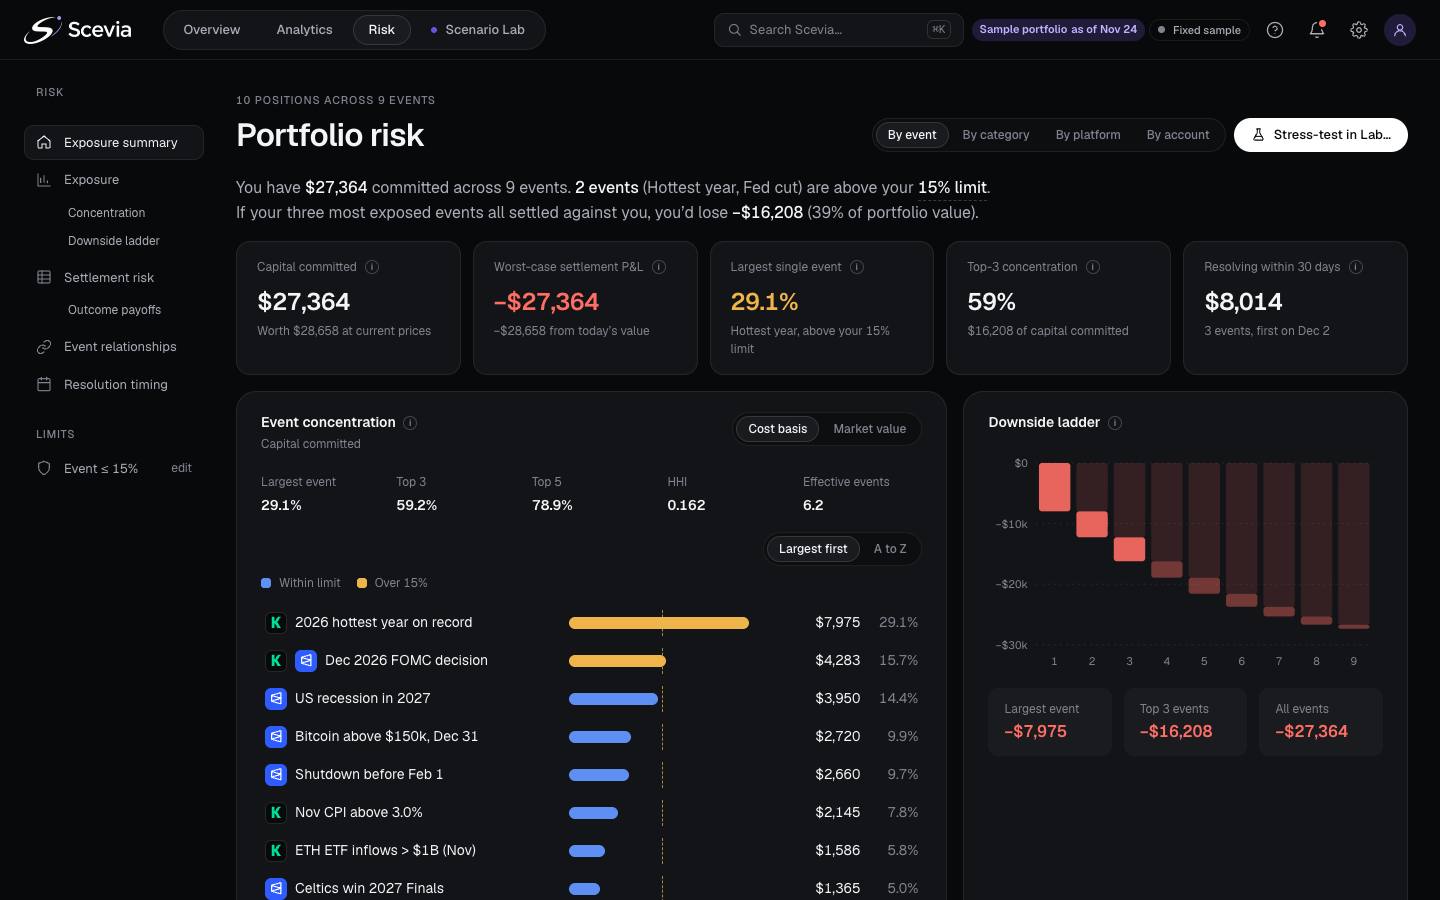 Scevia
Overview
Analytics
Risk
Scenario Lab
Search Scevia...
⌘K
Sample portfolio as of Nov 24
Fixed sample
RISK
Exposure summary
Exposure
Concentration
Downside ladder
Settlement risk
Outcome payoffs
Event relationships
Resolution timing
LIMITS
Event ≤ 15%
edit
10 POSITIONS ACROSS 9 EVENTS
Portfolio risk
By event
By category
By platform
By account
Stress-test in Lab...
You have $27,364 committed across 9 events. 2 events (Hottest year, Fed cut) are above your 15% limit.
If your three most exposed events all settled against you, you’d lose −$16,208 (39% of portfolio value).
Capital committed
$27,364
Worth $28,658 at current prices
Worst-case settlement P&L
−$27,364
−$28,658 from today’s value
Largest single event
29.1%
Hottest year, above your 15%
limit
Top-3 concentration
59%
$16,208 of capital committed
Resolving within 30 days
$8,014
3 events, first on Dec 2
Event concentration
Capital committed
Cost basis
Market value
Largest event
Top 3
Top 5
HHI
Effective events
29.1%
59.2%
78.9%
0.162
6.2
Largest first
A to Z
Within limit
Over 15%
K 2026 hottest year on record $7,975 29.1%
K Dec 2026 FOMC decision $4,283 15.7%
US recession in 2027 $3,950 14.4%
Bitcoin above $150k, Dec 31 $2,720 9.9%
Shutdown before Feb 1 $2,660 9.7%
K Nov CPI above 3.0% $2,145 7.8%
K ETH ETF inflows > $1B (Nov) $1,586 5.8%
Celtics win 2027 Finals $1,365 5.0%
Downside ladder
$0
−$10k
−$20k
−$30k
1 2 3 4 5 6 7 8 9
Largest event
−$7,975
Top 3 events
−$16,208
All events
−$27,364